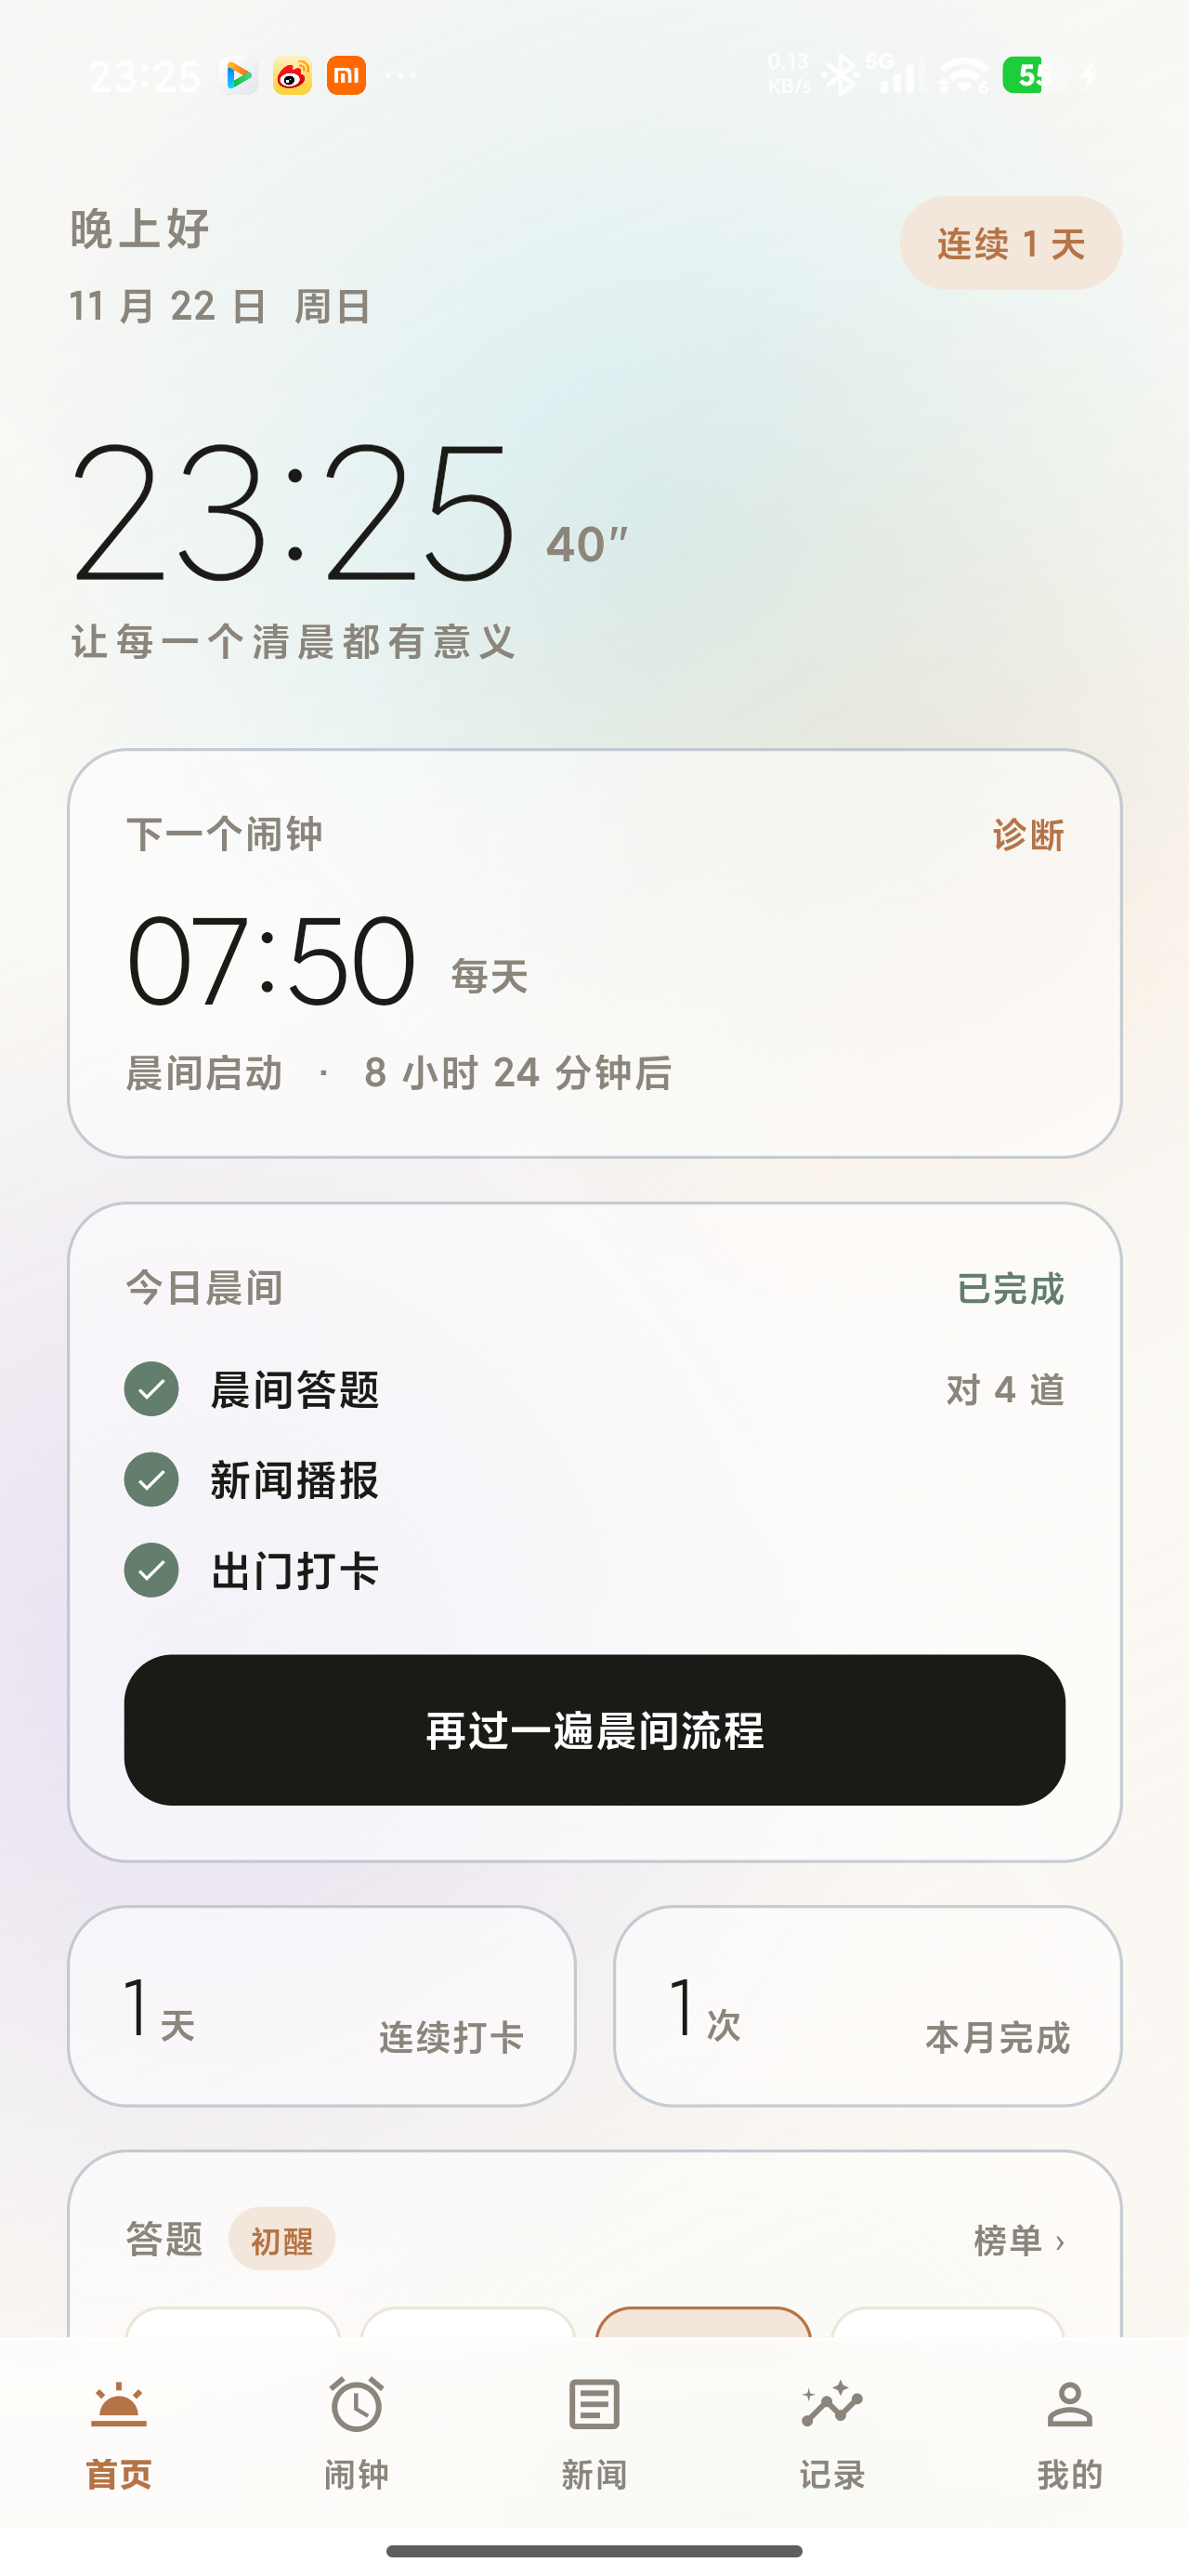 23:25 ··· 0.13 KB/s 5G 6 55
晚上好
连续 1 天
11 月 22 日 周日
23:25 40″
让每一个清晨都有意义
下一个闹钟 诊断
07:50 每天
晨间启动 · 8 小时 24 分钟后
今日晨间 已完成
晨间答题 对 4 道
新闻播报
出门打卡
再过一遍晨间流程
1 天 连续打卡
1 次 本月完成
答题 初醒 榜单 ›
首页 闹钟 新闻 记录 我的